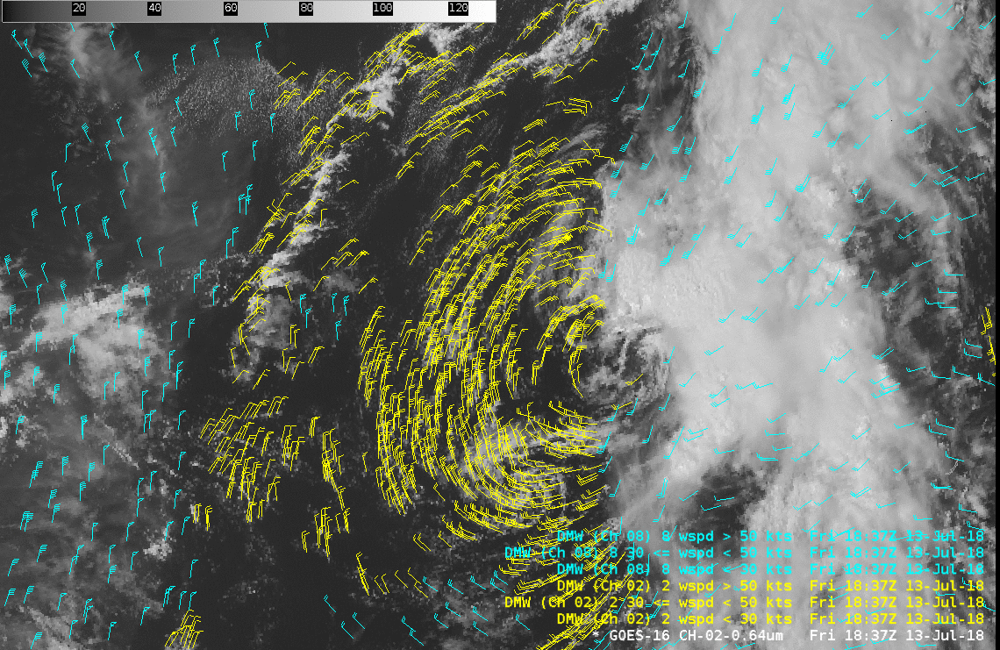 20 40 60 80 100 120
DMW (Ch 08) 8 wspd > 50 kts Fri 18:37Z 13-Jul-18
DMW (Ch 08) 8 30 <= wspd < 50 kts Fri 18:37Z 13-Jul-18
DMW (Ch 08) 8 wspd < 30 kts Fri 18:37Z 13-Jul-18
DMW (Ch 02) 2 wspd > 50 kts Fri 18:37Z 13-Jul-18
DMW (Ch 02) 2 30 <= wspd < 50 kts Fri 18:37Z 13-Jul-18
DMW (Ch 02) 2 wspd < 30 kts Fri 18:37Z 13-Jul-18
* GOES-16 CH-02-0.64um Fri 18:37Z 13-Jul-18